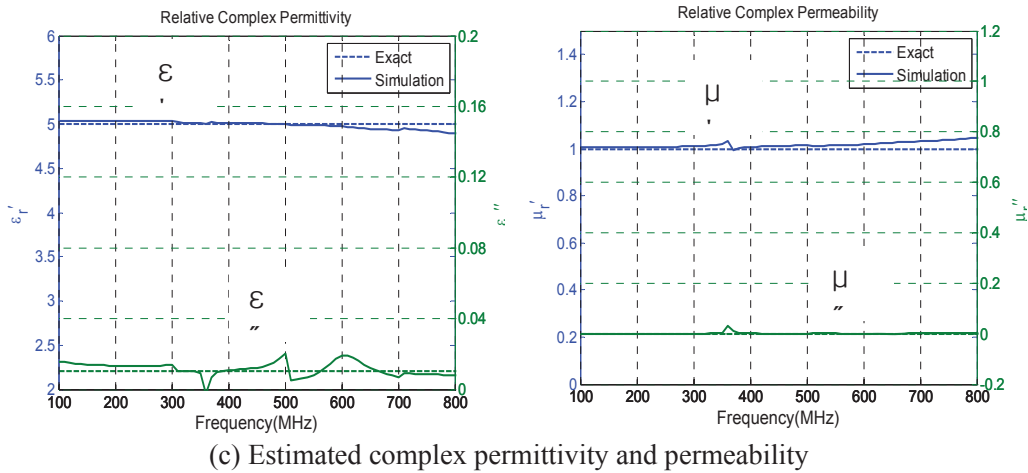 Relative Complex Permittivity
6
5.5
5
4.5
4
3.5
3
2.5
2
εr′
0.2
0.16
0.12
0.08
0.04
0
ε ″
Exact
Simulation
ε
'
ε
″
100 200 300 400 500 600 700 800
Frequency(MHz)
Relative Complex Permeability
1.4
1.2
1
0.8
0.6
0.4
0.2
0
μr′
1.2
1
0.8
0.6
0.4
0.2
0
-0.2
μr″
Exact
Simulation
μ
'
μ
″
100 200 300 400 500 600 700 800
Frequency(MHz)
(c) Estimated complex permittivity and permeability